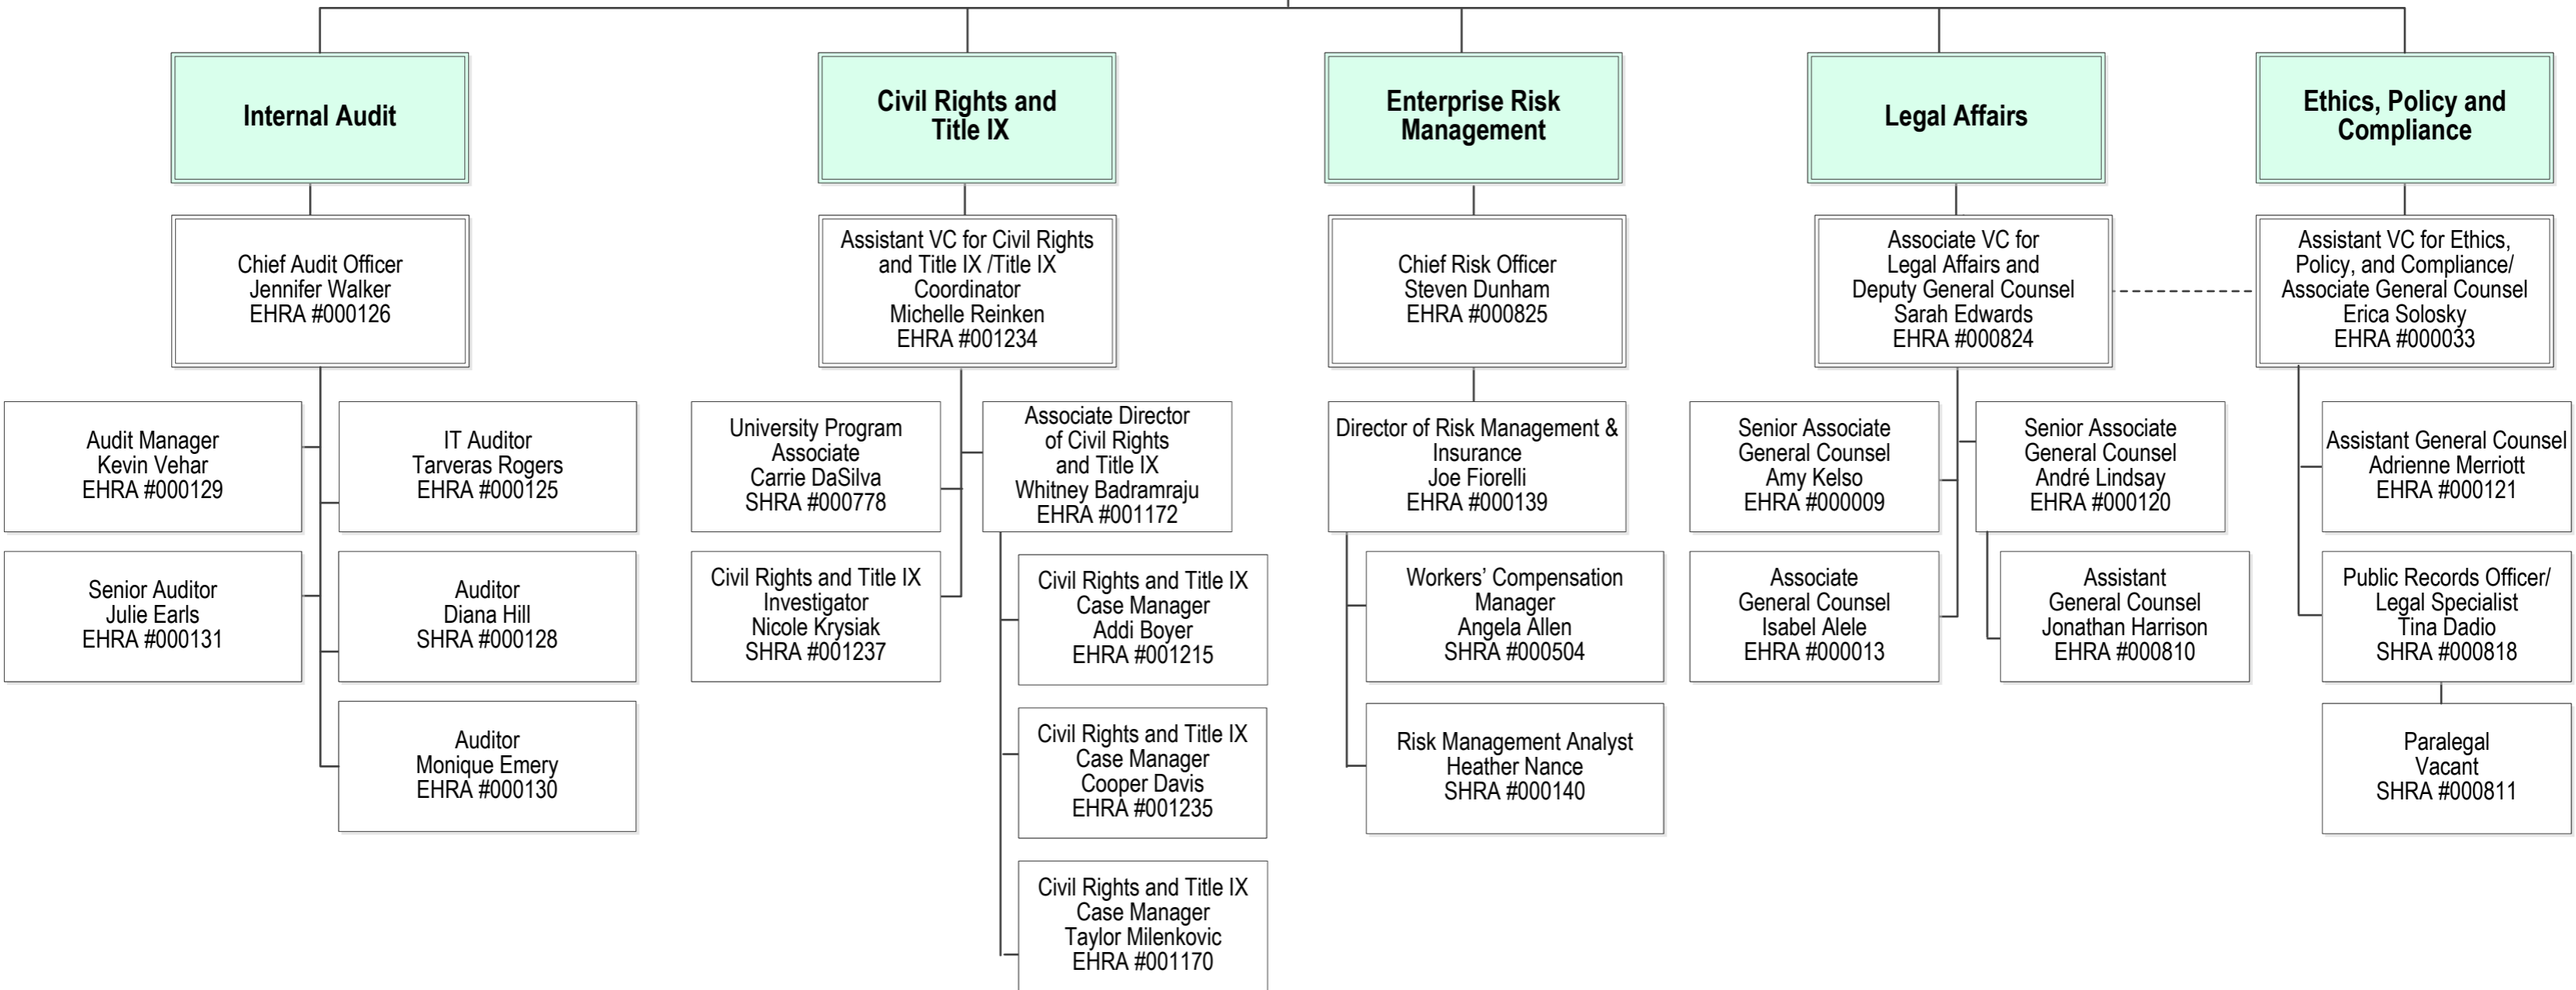 Internal Audit
Civil Rights and
Title IX
Enterprise Risk
Management
Legal Affairs
Ethics, Policy and
Compliance
Chief Audit Officer
Jennifer Walker
EHRA #000126
Assistant VC for Civil Rights
and Title IX /Title IX
Coordinator
Michelle Reinken
EHRA #001234
Chief Risk Officer
Steven Dunham
EHRA #000825
Associate VC for
Legal Affairs and
Deputy General Counsel
Sarah Edwards
EHRA #000824
Assistant VC for Ethics,
Policy, and Compliance/
Associate General Counsel
Erica Solosky
EHRA #000033
Audit Manager
Kevin Vehar
EHRA #000129
IT Auditor
Tarveras Rogers
EHRA #000125
University Program
Associate
Carrie DaSilva
SHRA #000778
Associate Director
of Civil Rights
and Title IX
Whitney Badramraju
EHRA #001172
Director of Risk Management &
Insurance
Joe Fiorelli
EHRA #000139
Senior Associate
General Counsel
Amy Kelso
EHRA #000009
Senior Associate
General Counsel
André Lindsay
EHRA #000120
Assistant General Counsel
Adrienne Merriott
EHRA #000121
Senior Auditor
Julie Earls
EHRA #000131
Auditor
Diana Hill
SHRA #000128
Civil Rights and Title IX
Investigator
Nicole Krysiak
SHRA #001237
Civil Rights and Title IX
Case Manager
Addi Boyer
EHRA #001215
Workers’ Compensation
Manager
Angela Allen
SHRA #000504
Associate
General Counsel
Isabel Alele
EHRA #000013
Assistant
General Counsel
Jonathan Harrison
EHRA #000810
Public Records Officer/
Legal Specialist
Tina Dadio
SHRA #000818
Auditor
Monique Emery
EHRA #000130
Civil Rights and Title IX
Case Manager
Cooper Davis
EHRA #001235
Risk Management Analyst
Heather Nance
SHRA #000140
Paralegal
Vacant
SHRA #000811
Civil Rights and Title IX
Case Manager
Taylor Milenkovic
EHRA #001170